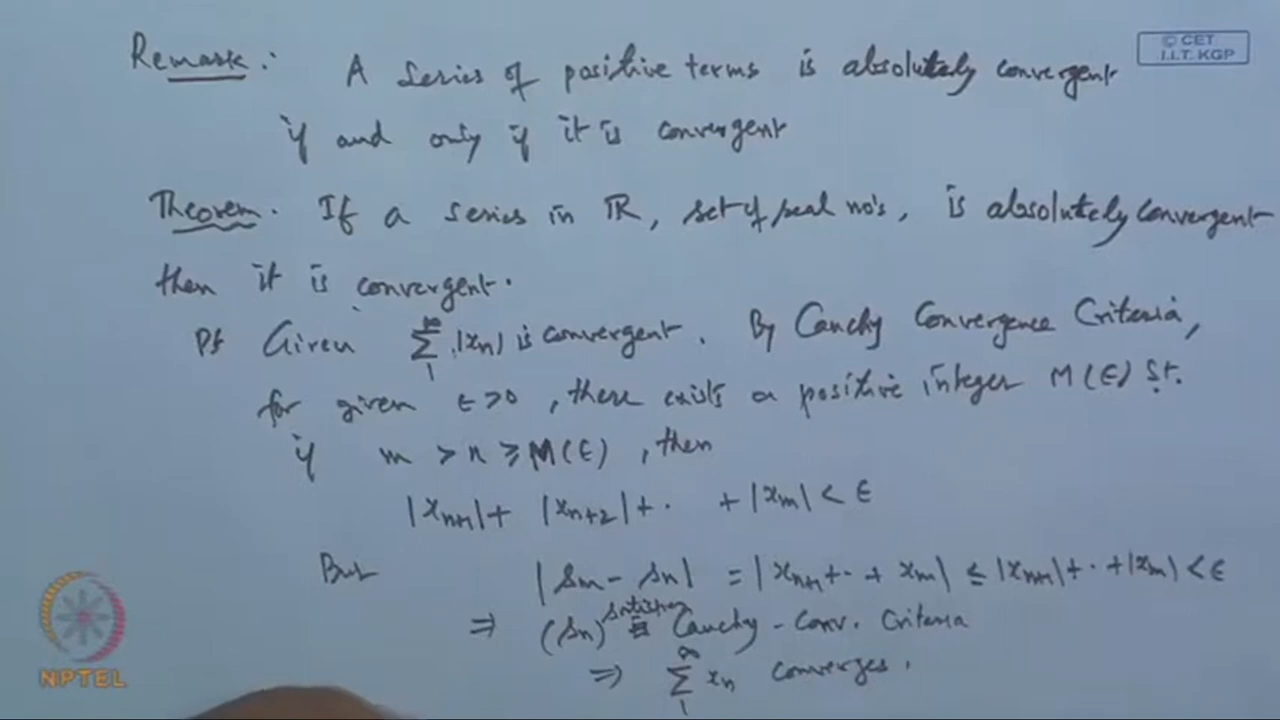 © CET
I.I.T. KGP
Remark: A Series of positive terms is absolutely convergent
if and only if it is convergent
Theorem. If a series in ℝ, set of real no's, is absolutely convergent
then it is convergent.
Pf Given ∑_1^∞ |xn| is convergent. By Cauchy Convergence Criteria,
for given ε>0, there exists a positive integer M(ε) st.
if m > n ≥ M(ε), then
|xn+1| + |xn+2| + · + |xm| < ε
But |sm - sn| = |xn+1 + · + xm| ≤ |xn+1| + · + |xm| < ε
⇒ (sn) satisfies Cauchy - Conv. Criteria
⇒ ∑_1^∞ xn converges.
NPTEL